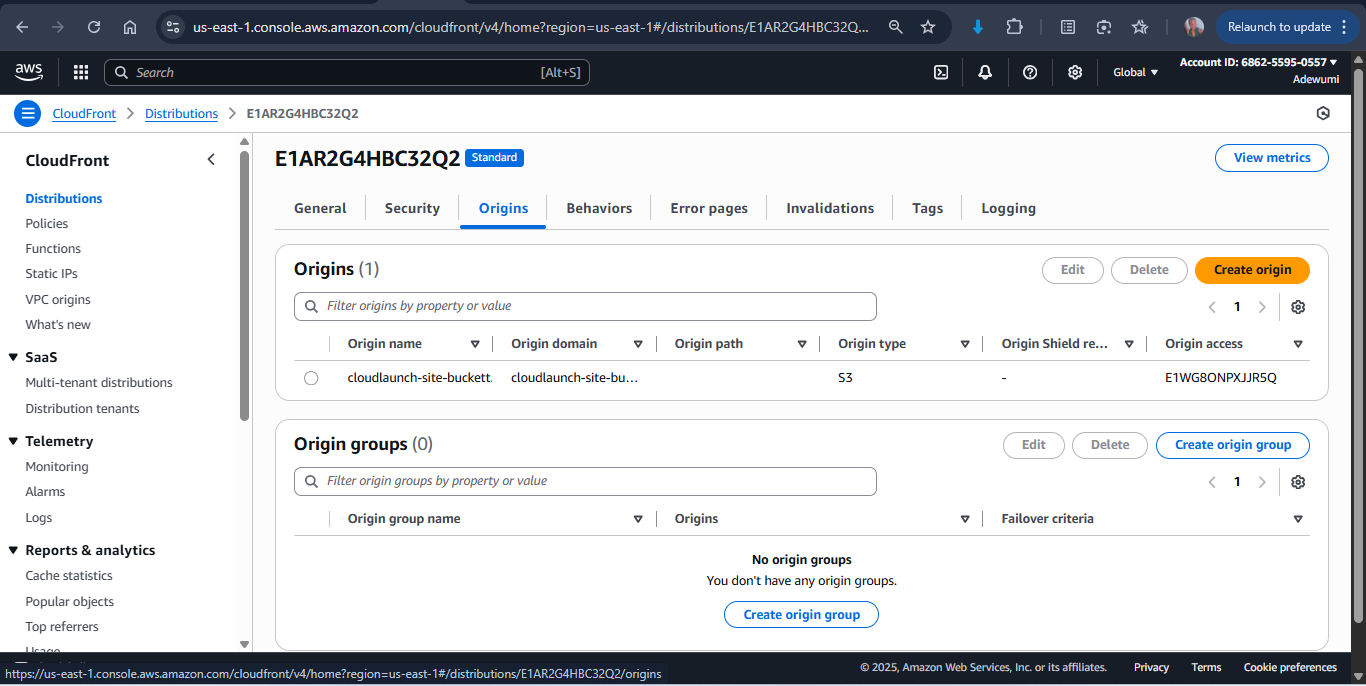 us-east-1.console.aws.amazon.com/cloudfront/v4/home?region=us-east-1#/distributions/E1AR2G4HBC32Q...
Relaunch to update
aws
Search [Alt+S]
Global
Account ID: 6862-5595-0557
Adewumi
CloudFront
Distributions
E1AR2G4HBC32Q2
CloudFront
Distributions
Policies
Functions
Static IPs
VPC origins
What's new
SaaS
Multi-tenant distributions
Distribution tenants
Telemetry
Monitoring
Alarms
Logs
Reports & analytics
Cache statistics
Popular objects
Top referrers
Usage
E1AR2G4HBC32Q2 Standard
View metrics
General Security Origins Behaviors Error pages Invalidations Tags Logging
Origins (1)
Edit Delete Create origin
Filter origins by property or value
1
Origin name Origin domain Origin path Origin type Origin Shield re... Origin access
cloudlaunch-site-buckett. cloudlaunch-site-bu... S3 - E1WG8ONPXJJR5Q
Origin groups (0)
Edit Delete Create origin group
Filter origin groups by property or value
1
Origin group name Origins Failover criteria
No origin groups
You don't have any origin groups.
Create origin group
© 2025, Amazon Web Services, Inc. or its affiliates. Privacy Terms Cookie preferences
https://us-east-1.console.aws.amazon.com/cloudfront/v4/home?region=us-east-1#/distributions/E1AR2G4HBC32Q2/origins